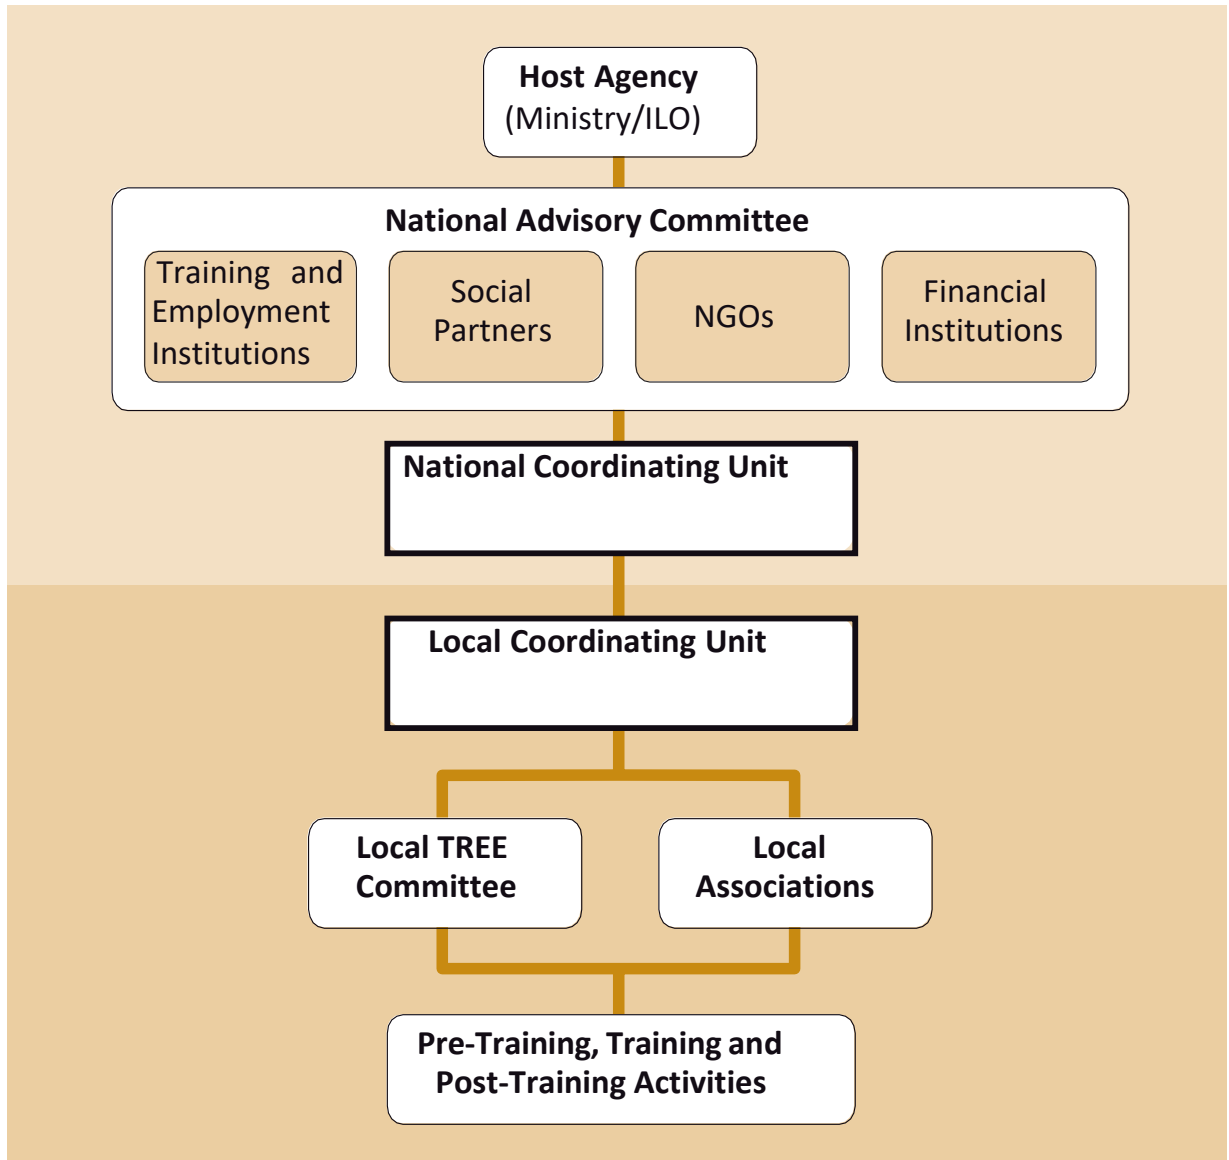 Host Agency
(Ministry/ILO)
National Advisory Committee
Training and
Employment
Institutions
Social
Partners
NGOs
Financial
Institutions
National Coordinating Unit
Local Coordinating Unit
Local TREE
Committee
Local
Associations
Pre-Training, Training and
Post-Training Activities